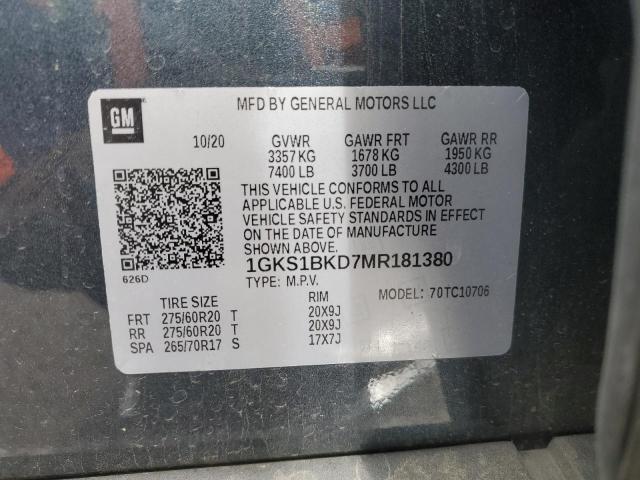 GM
MFD BY GENERAL MOTORS LLC
10/20 GVWR GAWR FRT GAWR RR
3357 KG 1678 KG 1950 KG
7400 LB 3700 LB 4300 LB
THIS VEHICLE CONFORMS TO ALL
APPLICABLE U.S. FEDERAL MOTOR
VEHICLE SAFETY STANDARDS IN EFFECT
ON THE DATE OF MANUFACTURE
SHOWN ABOVE.
626D
1GKS1BKD7MR181380
TYPE: M.P.V. MODEL: 70TC10706
TIRE SIZE RIM
FRT 275/60R20 T 20X9J
RR 275/60R20 T 20X9J
SPA 265/70R17 S 17X7J